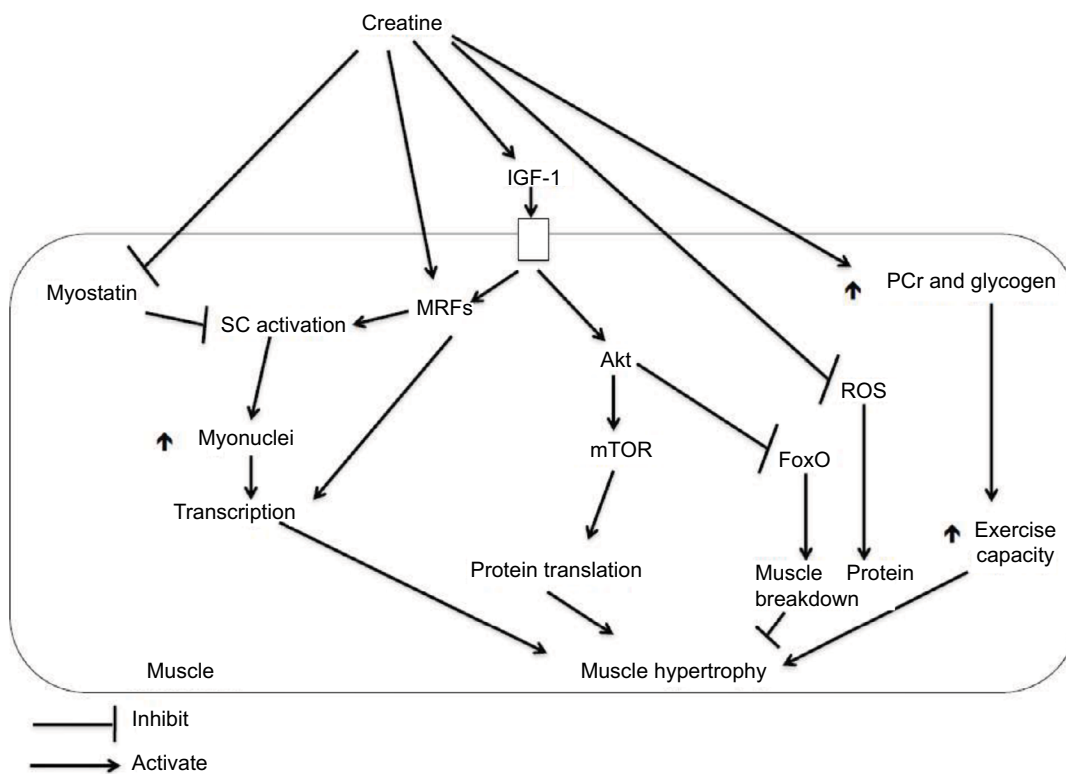 Creatine
IGF-1
Myostatin
SC activation
MRFs
PCr and glycogen
Akt
ROS
Myonuclei
mTOR
FoxO
Transcription
Exercise
capacity
Protein translation
Muscle
breakdown
Protein
Muscle
Muscle hypertrophy
Inhibit
Activate